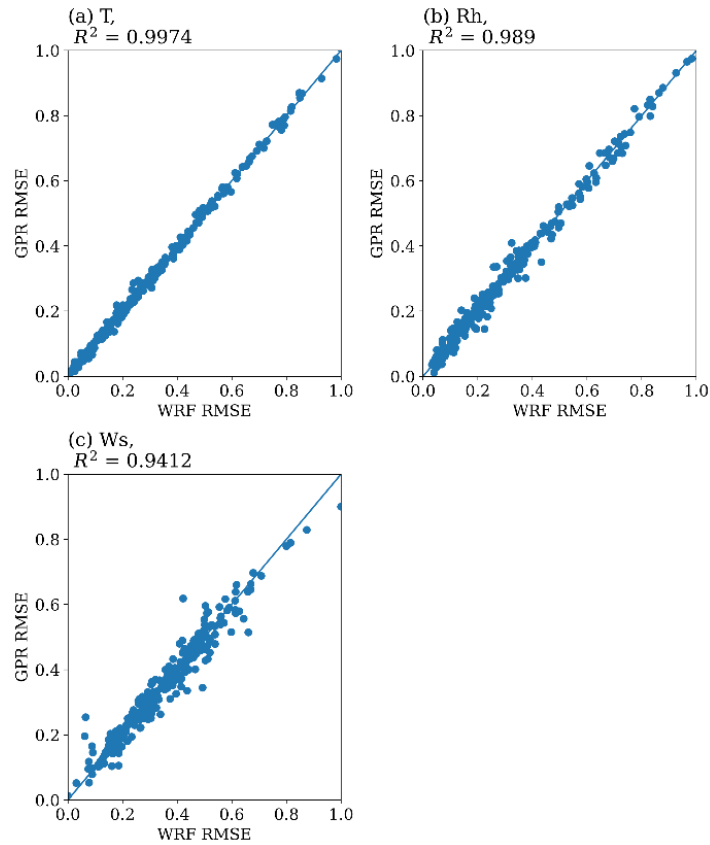 (a) T,
R² = 0.9974
1.0
0.8
0.6
0.4
0.2
0.0
GPR RMSE
0.0 0.2 0.4 0.6 0.8 1.0
WRF RMSE
(b) Rh,
R² = 0.989
1.0
0.8
0.6
0.4
0.2
0.0
GPR RMSE
0.0 0.2 0.4 0.6 0.8 1.0
WRF RMSE
(c) Ws,
R² = 0.9412
1.0
0.8
0.6
0.4
0.2
0.0
GPR RMSE
0.0 0.2 0.4 0.6 0.8 1.0
WRF RMSE